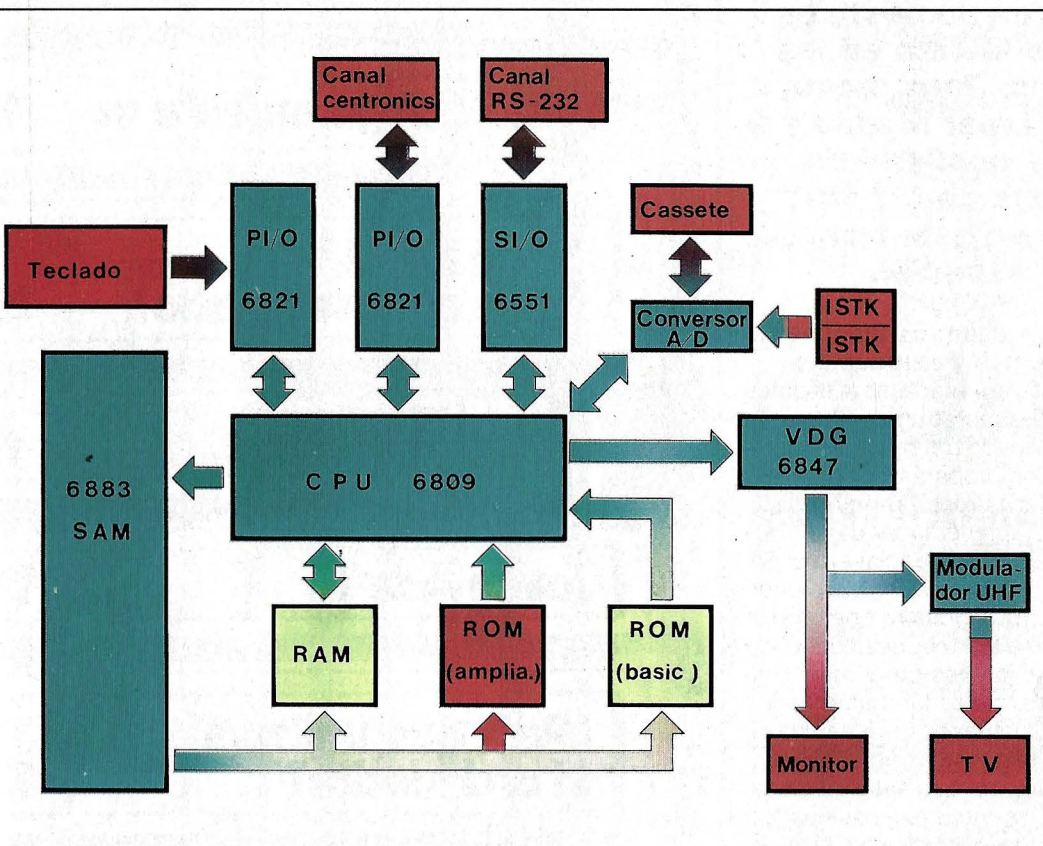 Canal
centronics
Canal
RS-232
PI/O
6821
PI/O
6821
SI/O
6551
Cassete
Teclado
Conversor
A/D
ISTK
ISTK
CPU 6809
VDG
6847
6883
SAM
RAM
ROM
(amplia.)
ROM
(basic)
Modula-
dor UHF
Monitor
TV